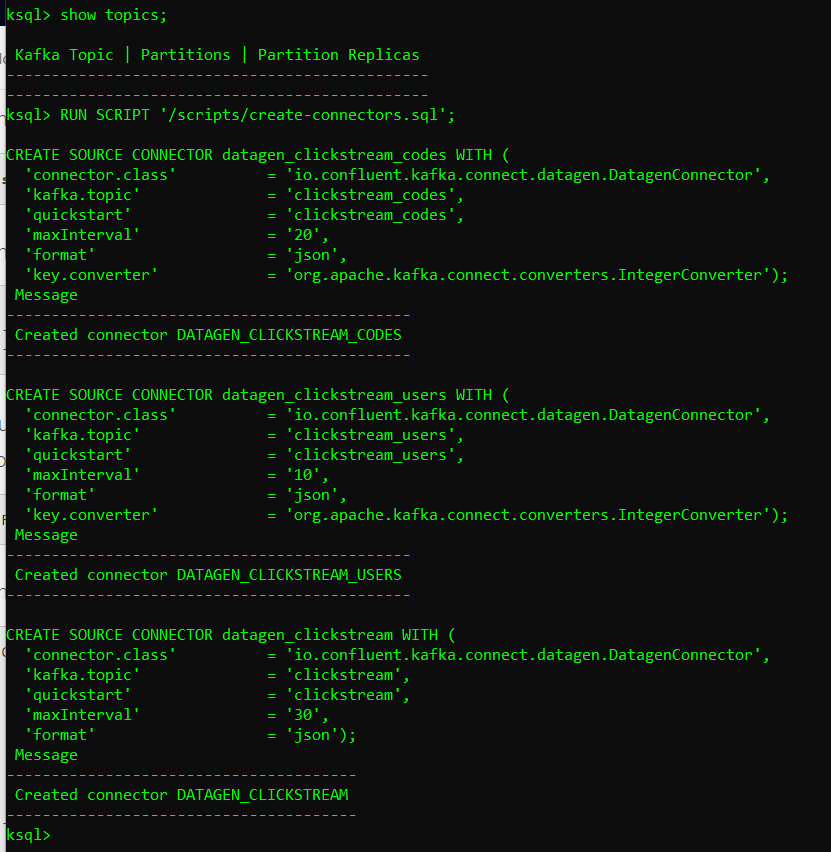 ksql> show topics;
 Kafka Topic | Partitions | Partition Replicas
-----------------------------------------------
-----------------------------------------------
ksql> RUN SCRIPT '/scripts/create-connectors.sql';
CREATE SOURCE CONNECTOR datagen_clickstream_codes WITH (
  'connector.class'          = 'io.confluent.kafka.connect.datagen.DatagenConnector',
  'kafka.topic'              = 'clickstream_codes',
  'quickstart'               = 'clickstream_codes',
  'maxInterval'              = '20',
  'format'                   = 'json',
  'key.converter'            = 'org.apache.kafka.connect.converters.IntegerConverter');
 Message
---------------------------------------------
 Created connector DATAGEN_CLICKSTREAM_CODES
---------------------------------------------
CREATE SOURCE CONNECTOR datagen_clickstream_users WITH (
  'connector.class'          = 'io.confluent.kafka.connect.datagen.DatagenConnector',
  'kafka.topic'              = 'clickstream_users',
  'quickstart'               = 'clickstream_users',
  'maxInterval'              = '10',
  'format'                   = 'json',
  'key.converter'            = 'org.apache.kafka.connect.converters.IntegerConverter');
 Message
---------------------------------------------
 Created connector DATAGEN_CLICKSTREAM_USERS
---------------------------------------------
CREATE SOURCE CONNECTOR datagen_clickstream WITH (
  'connector.class'          = 'io.confluent.kafka.connect.datagen.DatagenConnector',
  'kafka.topic'              = 'clickstream',
  'quickstart'               = 'clickstream',
  'maxInterval'              = '30',
  'format'                   = 'json');
 Message
---------------------------------------
 Created connector DATAGEN_CLICKSTREAM
---------------------------------------
ksql>